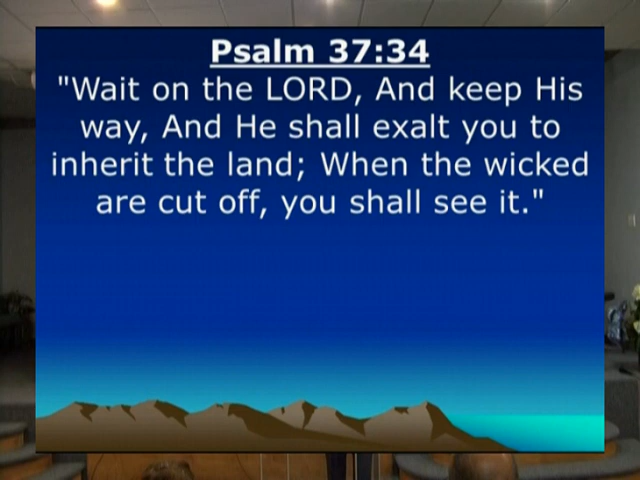 Psalm 37:34
"Wait on the LORD, And keep His
way, And He shall exalt you to
inherit the land; When the wicked
are cut off, you shall see it."